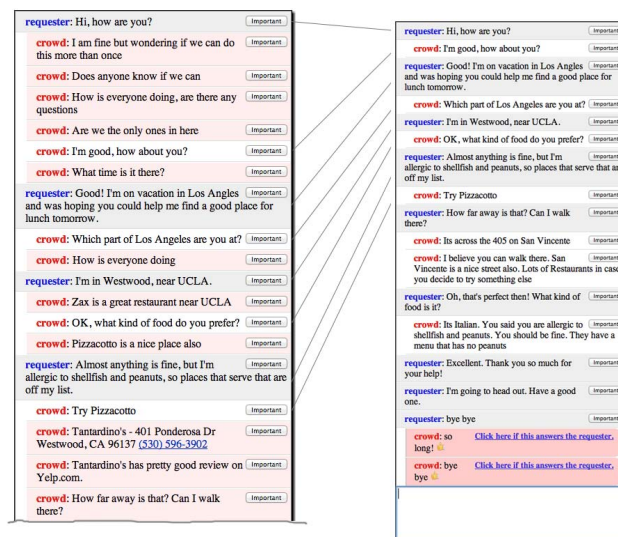 requester: Hi, how are you? Important
crowd: I am fine but wondering if we can do Important
this more than once
crowd: Does anyone know if we can Important
crowd: How is everyone doing, are there any Important
questions
crowd: Are we the only ones in here Important
crowd: I'm good, how about you? Important
crowd: What time is it there? Important
requester: Good! I'm on vacation in Los Angles Important
and was hoping you could help me find a good place for
lunch tomorrow.
crowd: Which part of Los Angeles are you at? Important
crowd: How is everyone doing Important
requester: I'm in Westwood, near UCLA. Important
crowd: Zax is a great restaurant near UCLA Important
crowd: OK, what kind of food do you prefer? Important
crowd: Pizzacotto is a nice place also Important
requester: Almost anything is fine, but I'm Important
allergic to shellfish and peanuts, so places that serve that are
off my list.
crowd: Try Pizzacotto Important
crowd: Tantardino's - 401 Ponderosa Dr Important
Westwood, CA 96137 (530) 596-3902
crowd: Tantardino's has pretty good review on Important
Yelp.com.
crowd: How far away is that? Can I walk Important
there?
requester: Hi, how are you? Important
crowd: I'm good, how about you? Important
requester: Good! I'm on vacation in Los Angles Important
and was hoping you could help me find a good place for
lunch tomorrow.
crowd: Which part of Los Angeles are you at? Important
requester: I'm in Westwood, near UCLA. Important
crowd: OK, what kind of food do you prefer? Important
requester: Almost anything is fine, but I'm Important
allergic to shellfish and peanuts, so places that serve that ar
off my list.
crowd: Try Pizzacotto Important
requester: How far away is that? Can I walk Important
there?
crowd: Its across the 405 on San Vincente Important
crowd: I believe you can walk there. San Important
Vincente is a nice street also. Lots of Restaurants in case
you decide to try something else
requester: Oh, that's perfect then! What kind of Important
food is it?
crowd: Its Italian. You said you are allergic to Important
shellfish and peanuts. You should be fine. They have a
menu that has no peanuts
requester: Excellent. Thank you so much for Important
your help!
requester: I'm going to head out. Have a good Important
one.
requester: bye bye Important
crowd: so Click here if this answers the requester.
long!
crowd: bye Click here if this answers the requester.
bye